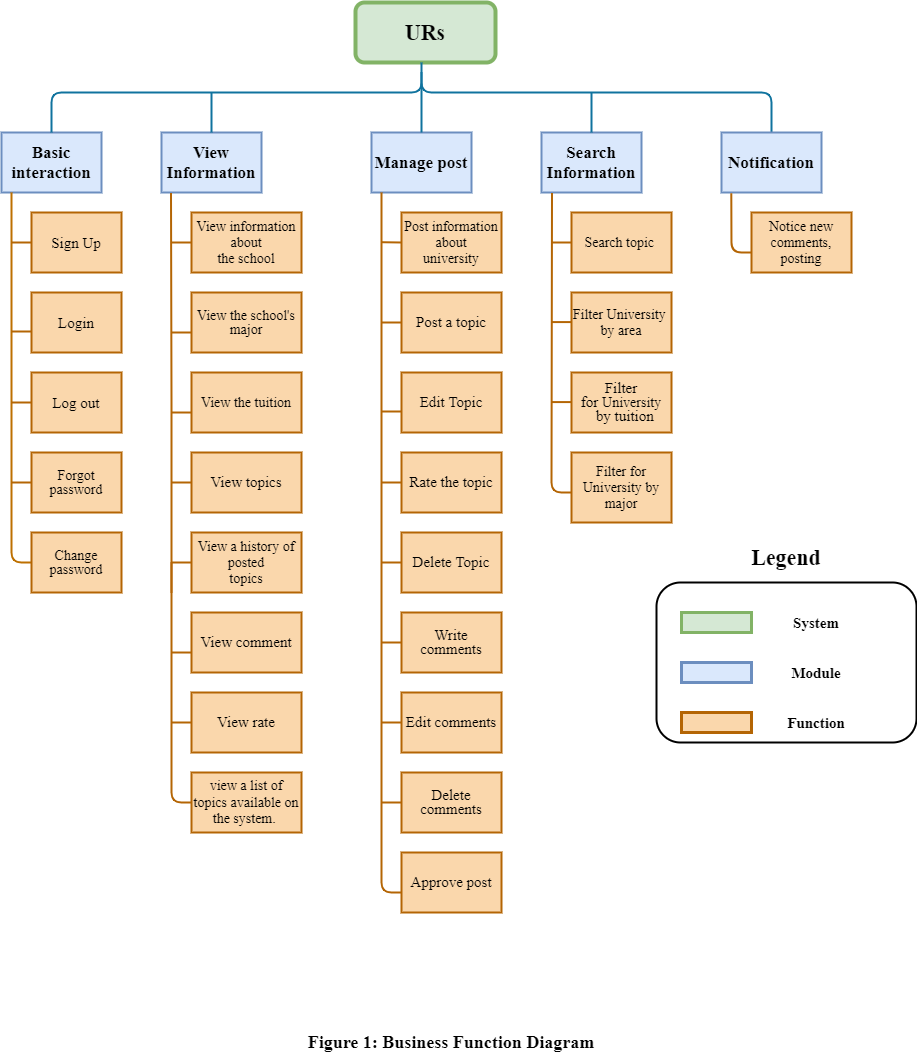 URs
Basic
interaction
View
Information
Manage post
Search
Information
Notification
Sign Up
Login
Log out
Forgot
password
Change
password
View information
about
the school
View the school's
major
View the tuition
View topics
View a history of
posted
topics
View comment
View rate
view a list of
topics available on
the system.
Post information
about
university
Post a topic
Edit Topic
Rate the topic
Delete Topic
Write
comments
Edit comments
Delete
comments
Approve post
Search topic
Filter University
by area
Filter
for University
by tuition
Filter for
University by
major
Notice new
comments,
posting
Legend
System
Module
Function
Figure 1: Business Function Diagram